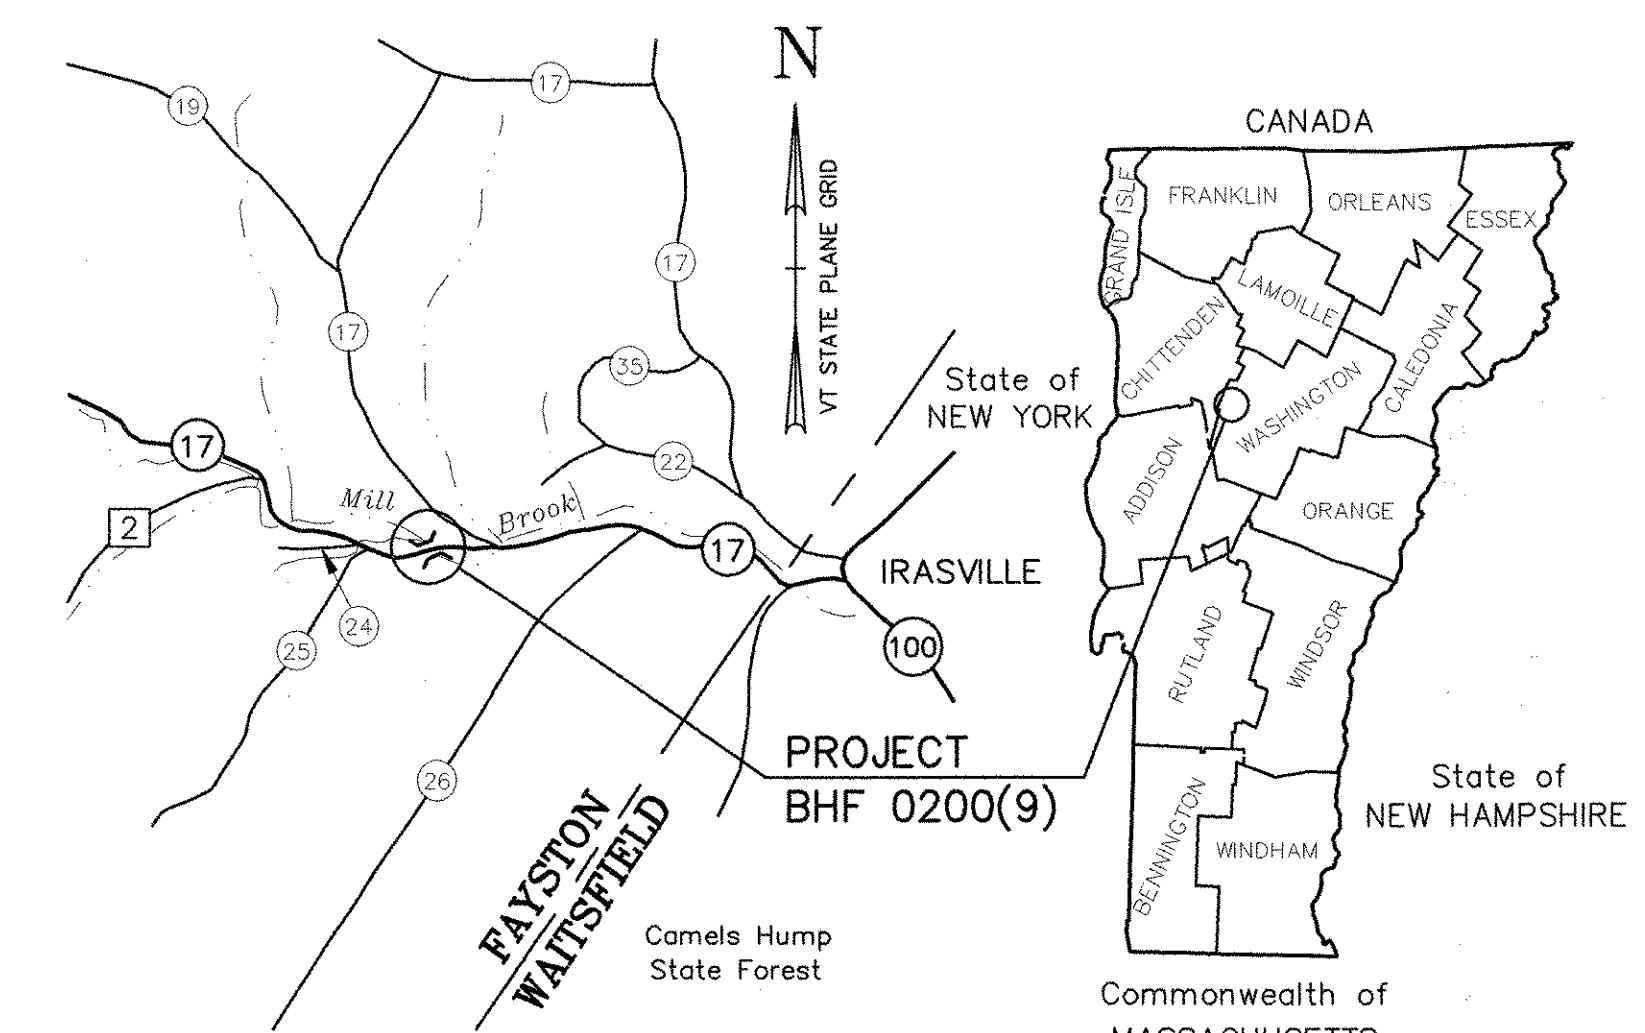 N
VT STATE PLANE GRID
19
17
17
17
35
22
17
2
Mill
Brook
17
24
25
26
IRASVILLE
100
State of
NEW YORK
PROJECT
BHF 0200(9)
FAYSTON
WAITSFIELD
Camels Hump
State Forest
CANADA
GRAND ISLE
FRANKLIN
ORLEANS
ESSEX
LAMOILLE
CHITTENDEN
CALEDONIA
WASHINGTON
ADDISON
ORANGE
RUTLAND
WINDSOR
BENNINGTON
WINDHAM
State of
NEW HAMPSHIRE
Commonwealth of
MASSACHUSETTS